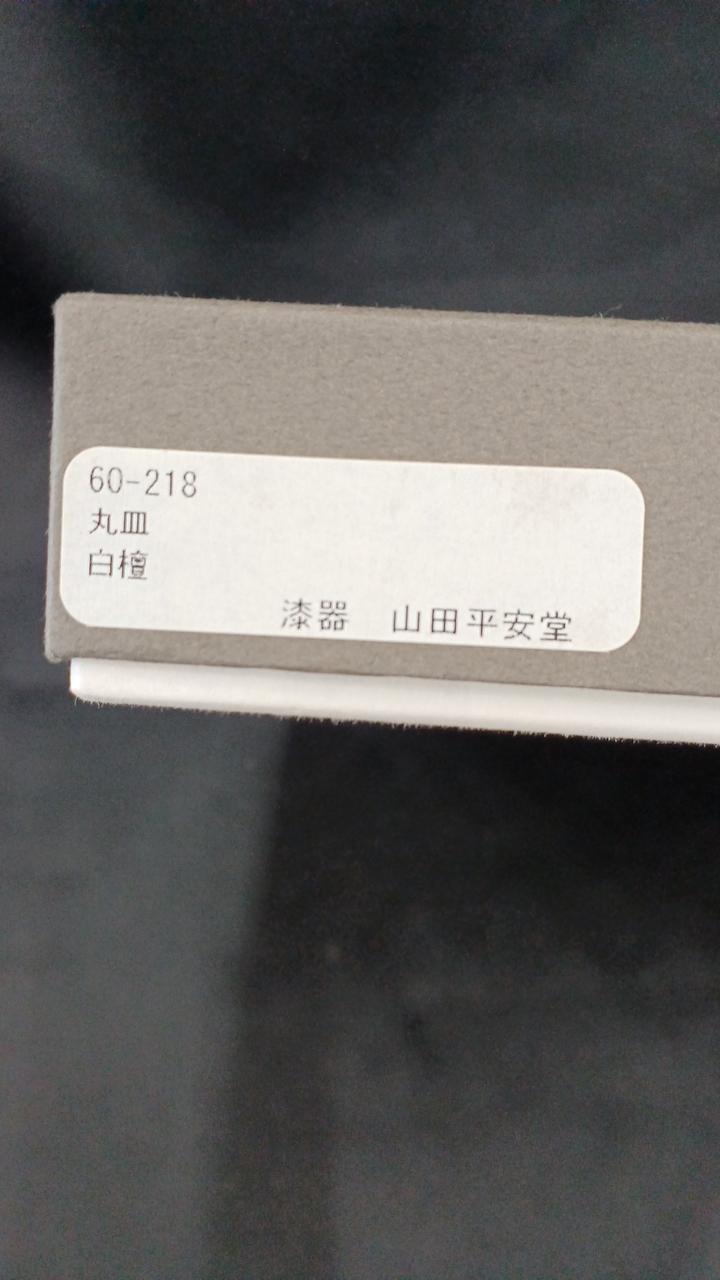 60-218
丸皿
白檀
漆器　山田平安堂